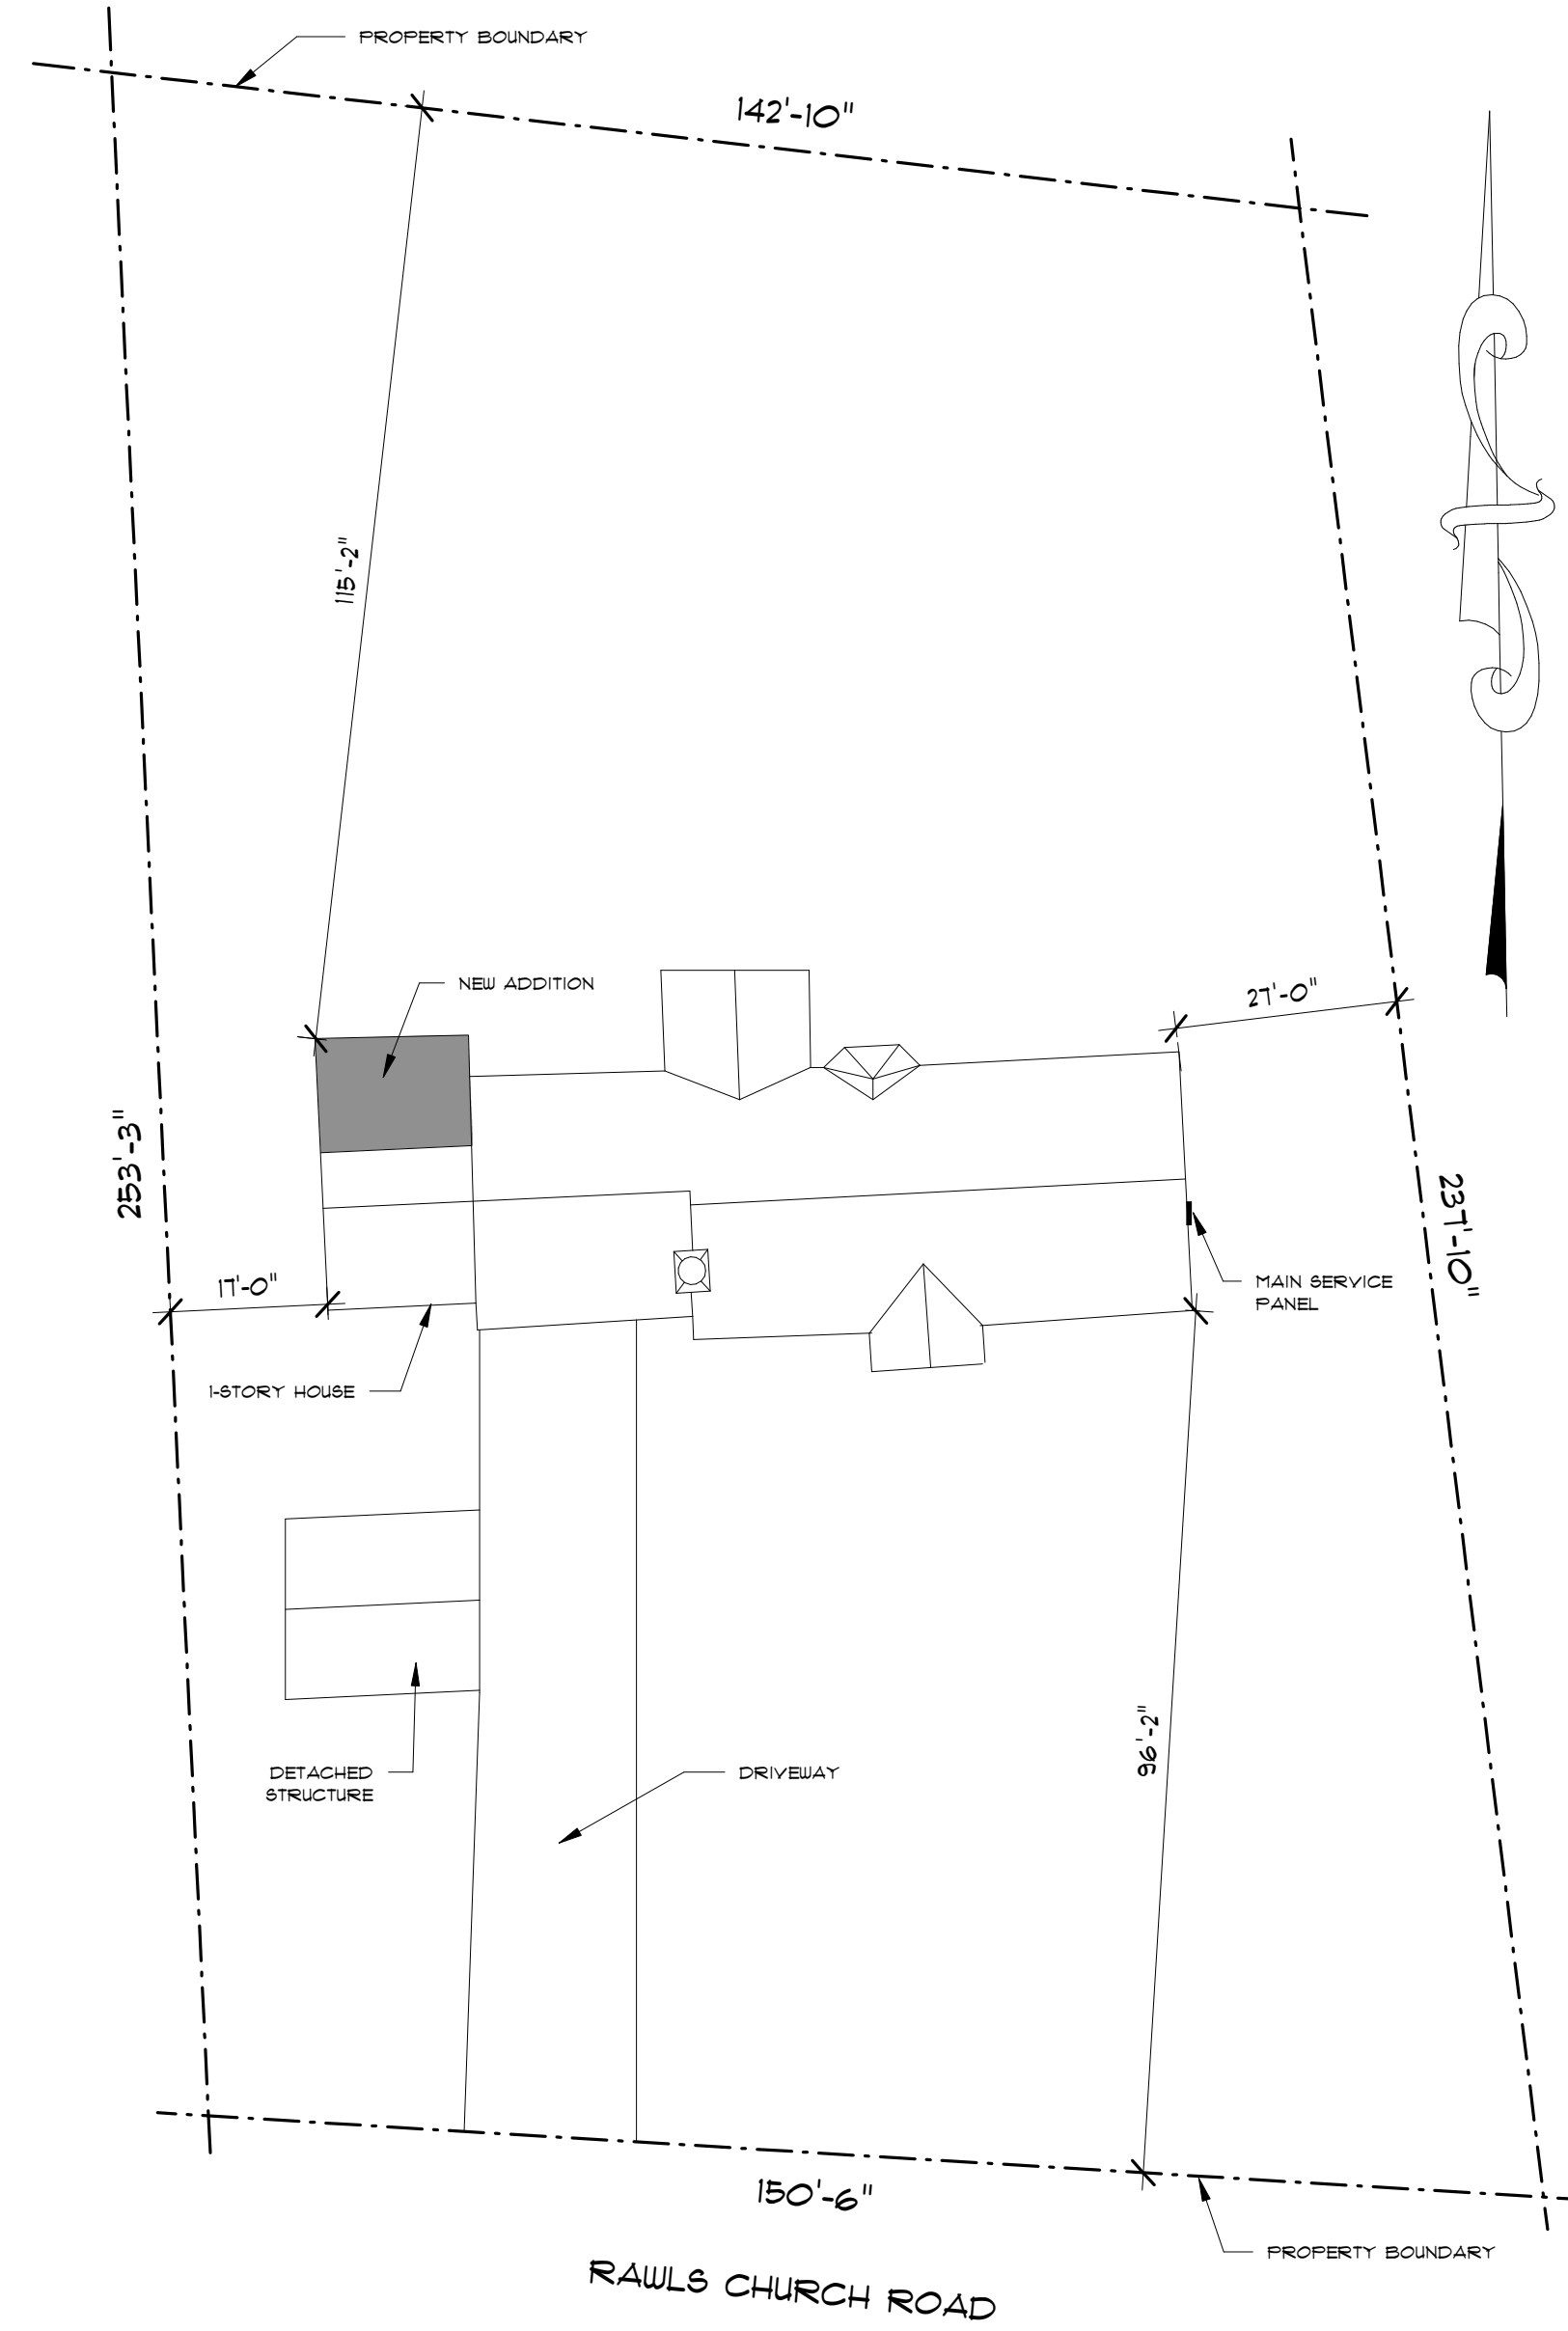 PROPERTY BOUNDARY
142'-10"
115'-2"
NEW ADDITION
27'-0"
253'-3"
237'-10"
17'-0"
MAIN SERVICE
PANEL
1-STORY HOUSE
96'-2"
DETACHED
STRUCTURE
DRIVEWAY
150'-6"
PROPERTY BOUNDARY
RAWLS CHURCH ROAD